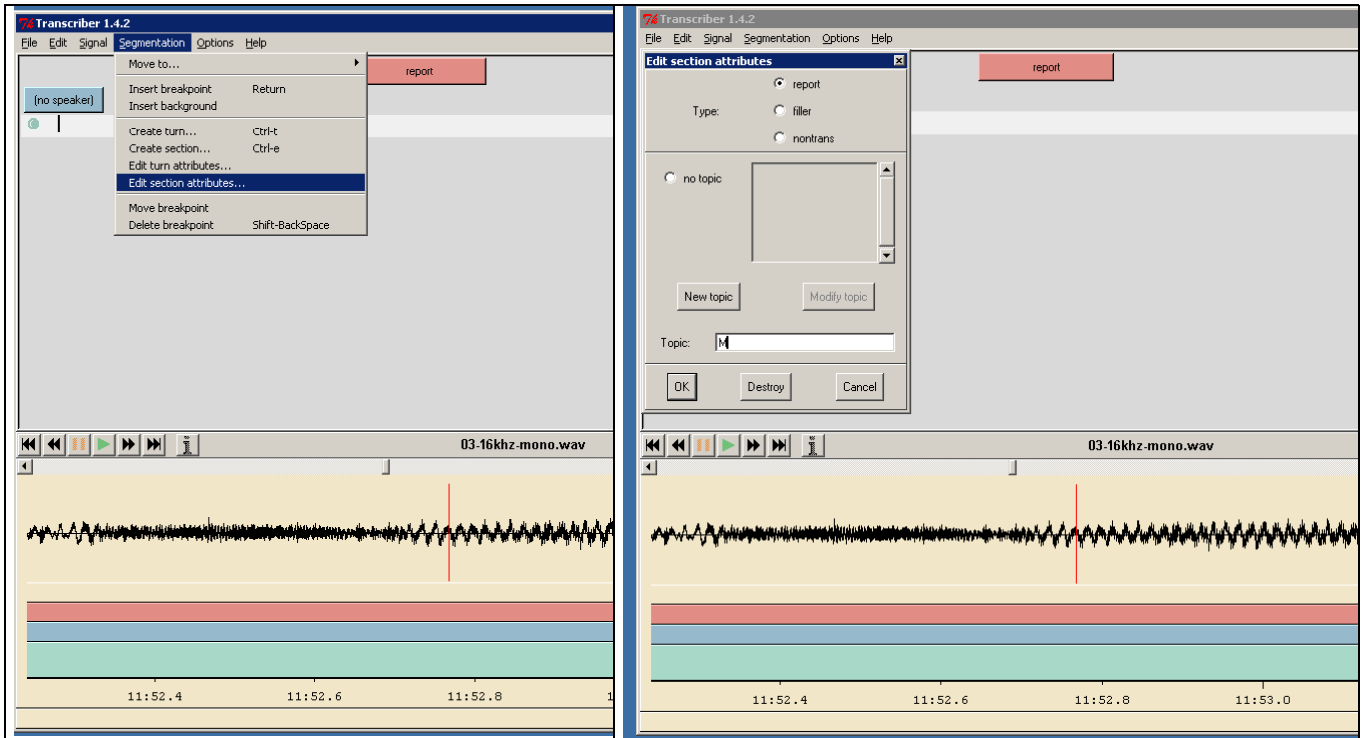 Transcriber 1.4.2
File Edit Signal Segmentation Options Help
Move to...
report
Insert breakpoint Return
(no speaker)
Insert background
Create turn... Ctrl-t
Create section... Ctrl-e
Edit turn attributes...
Edit section attributes...
Move breakpoint
Delete breakpoint Shift-BackSpace
03-16khz-mono.wav
11:52.4 11:52.6 11:52.8 1
Transcriber 1.4.2
File Edit Signal Segmentation Options Help
Edit section attributes
report
report
Type: filler
nontrans
no topic
New topic Modify topic
Topic: M
OK Destroy Cancel
03-16khz-mono.wav
11:52.4 11:52.6 11:52.8 11:53.0